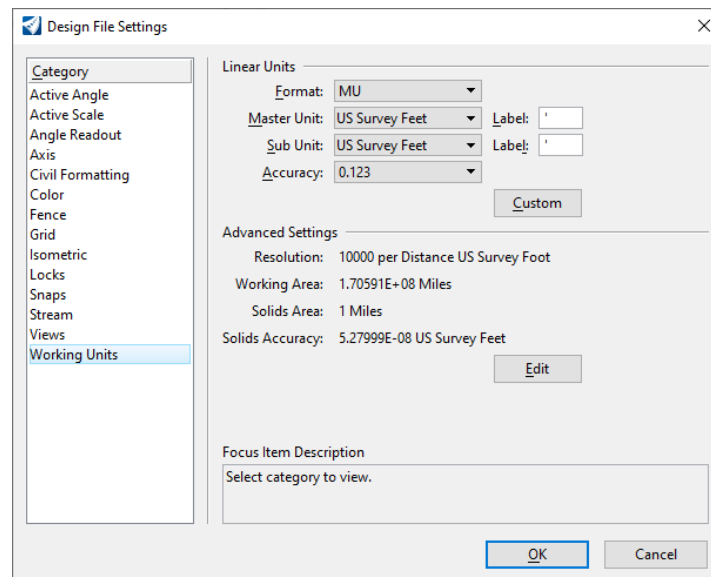 Design File Settings
Category
Active Angle
Active Scale
Angle Readout
Axis
Civil Formatting
Color
Fence
Grid
Isometric
Locks
Snaps
Stream
Views
Working Units
Linear Units
Format: MU
Master Unit: US Survey Feet Label: '
Sub Unit: US Survey Feet Label: '
Accuracy: 0.123
Custom
Advanced Settings
Resolution: 10000 per Distance US Survey Foot
Working Area: 1.70591E+08 Miles
Solids Area: 1 Miles
Solids Accuracy: 5.27999E-08 US Survey Feet
Edit
Focus Item Description
Select category to view.
OK Cancel